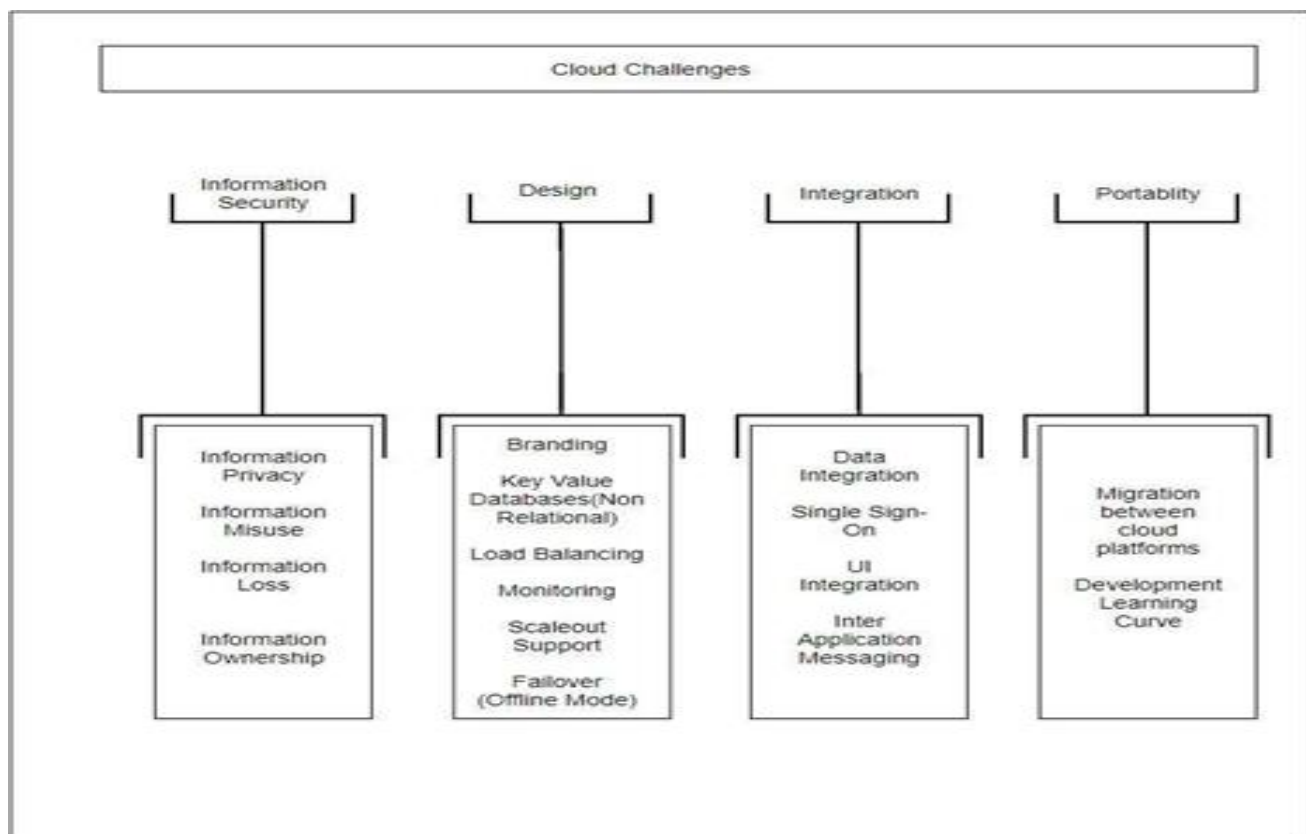 Cloud Challenges
Information
Security
Design
Integration
Portablity
Information
Privacy
Information
Misuse
Information
Loss
Information
Ownership
Branding
Key Value
Databases(Non
Relational)
Load Balancing
Monitoring
Scaleout
Support
Failover
(Offline Mode)
Data
Integration
Single Sign-
On
UI
Integration
Inter
Application
Messaging
Migration
between
cloud
platforms
Development
Learning
Curve